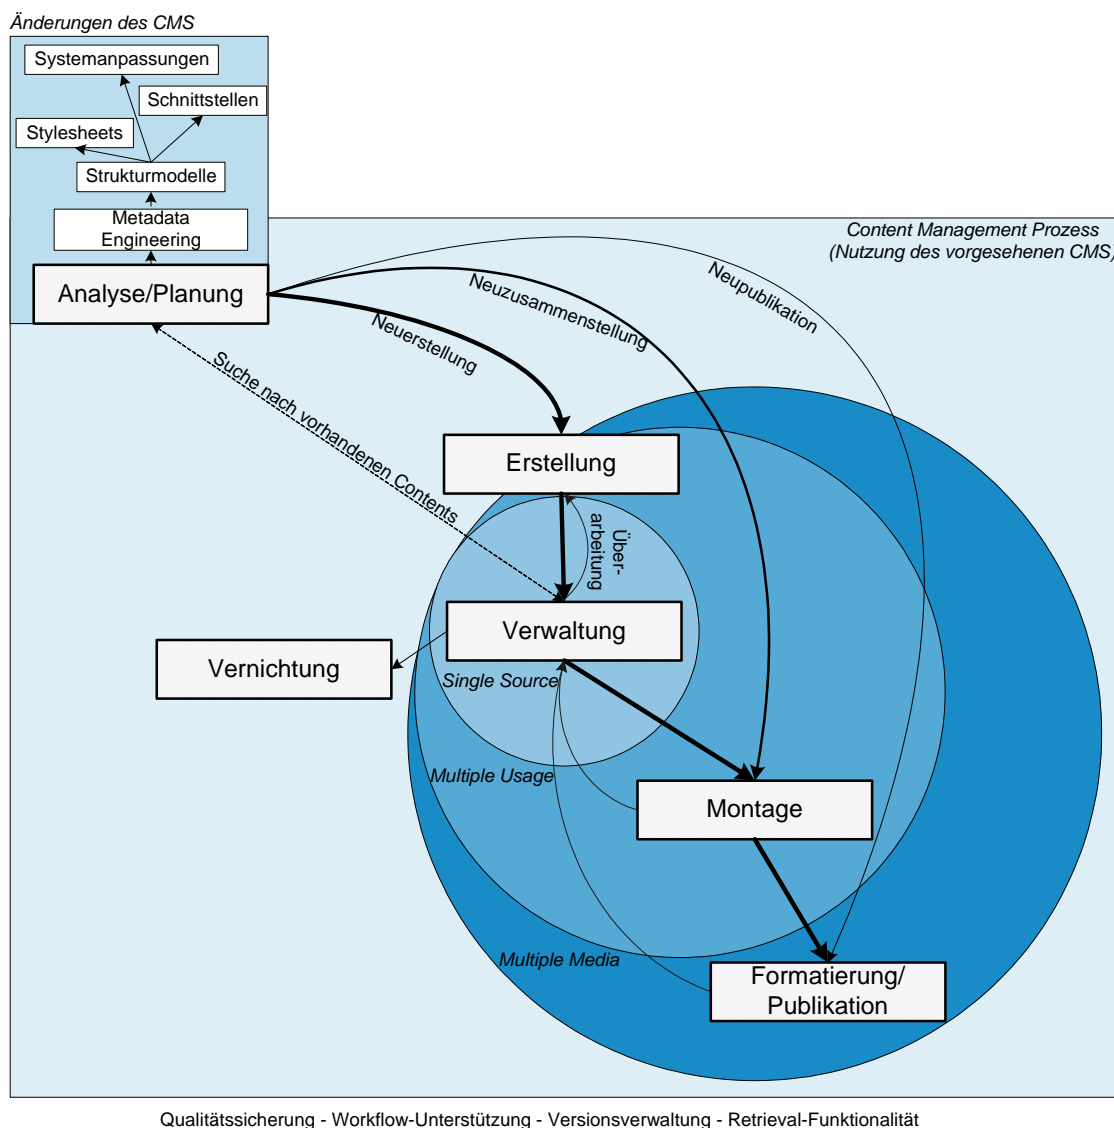 Änderungen des CMS
Systemanpassungen
Schnittstellen
Stylesheets
Strukturmodelle
Metadata
Engineering
Analyse/Planung
Content Management Prozess
(Nutzung des vorgesehenen CMS)
Neupublikation
Neuzusammenstellung
Neuerstellung
Suche nach vorhandenen Contents
Erstellung
Über-
arbeitung
Verwaltung
Vernichtung
Single Source
Multiple Usage
Montage
Multiple Media
Formatierung/
Publikation
Qualitätssicherung - Workflow-Unterstützung - Versionsverwaltung - Retrieval-Funktionalität